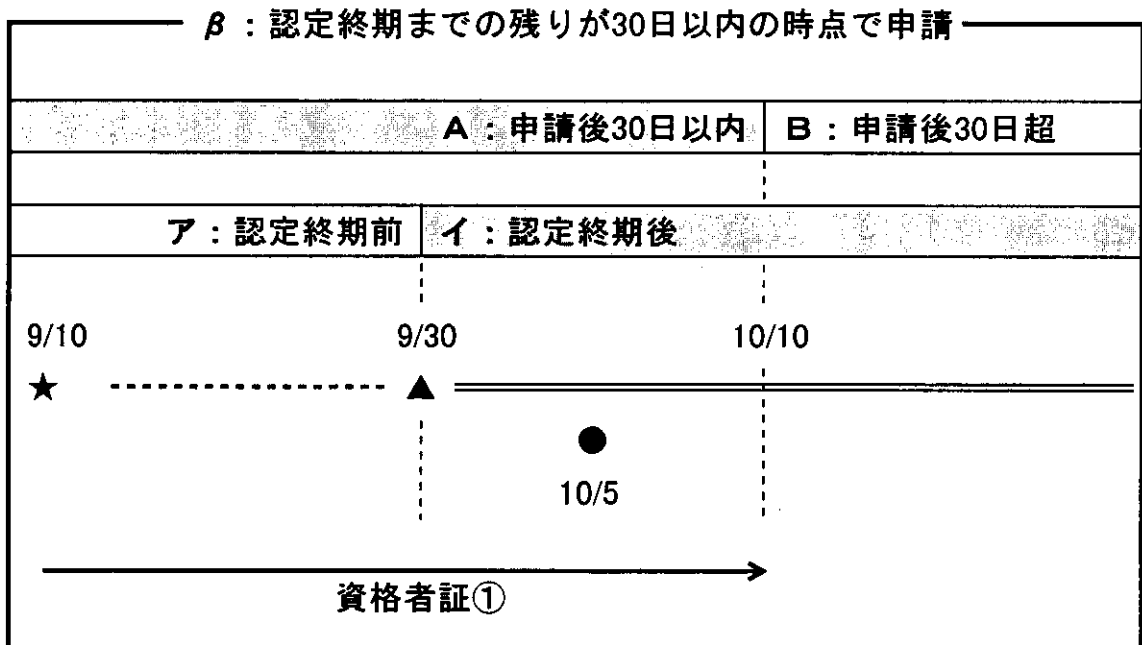 β：認定終期までの残りが30日以内の時点で申請
A：申請後30日以内 B：申請後30日超
ア：認定終期前 イ：認定終期後
9/10 9/30 10/10
★ ▲
●
10/5
資格者証①